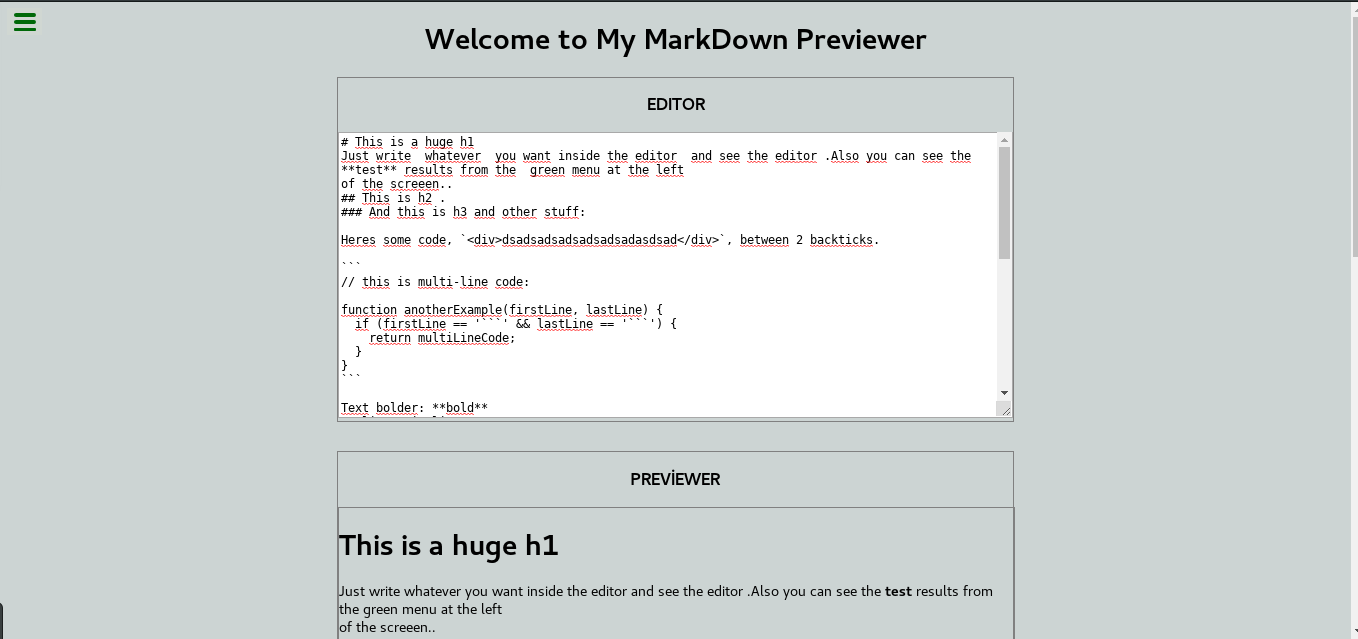 Welcome to My MarkDown Previewer
EDITOR
# This is a huge h1
Just write  whatever  you want inside the editor  and see the editor .Also you can see the
**test** results from the  green menu at the left
of the screeen..
## This is h2 .
### And this is h3 and other stuff:
Heres some code, `<div>dsadsadsadsadsadsadasdsad</div>`, between 2 backticks.
```
// this is multi-line code:
function anotherExample(firstLine, lastLine) {
  if (firstLine == '```' && lastLine == '```') {
    return multiLineCode;
  }
}
```
Text bolder: **bold**
PREVİEWER
This is a huge h1
Just write whatever you want inside the editor and see the editor .Also you can see the test results from
the green menu at the left
of the screeen..